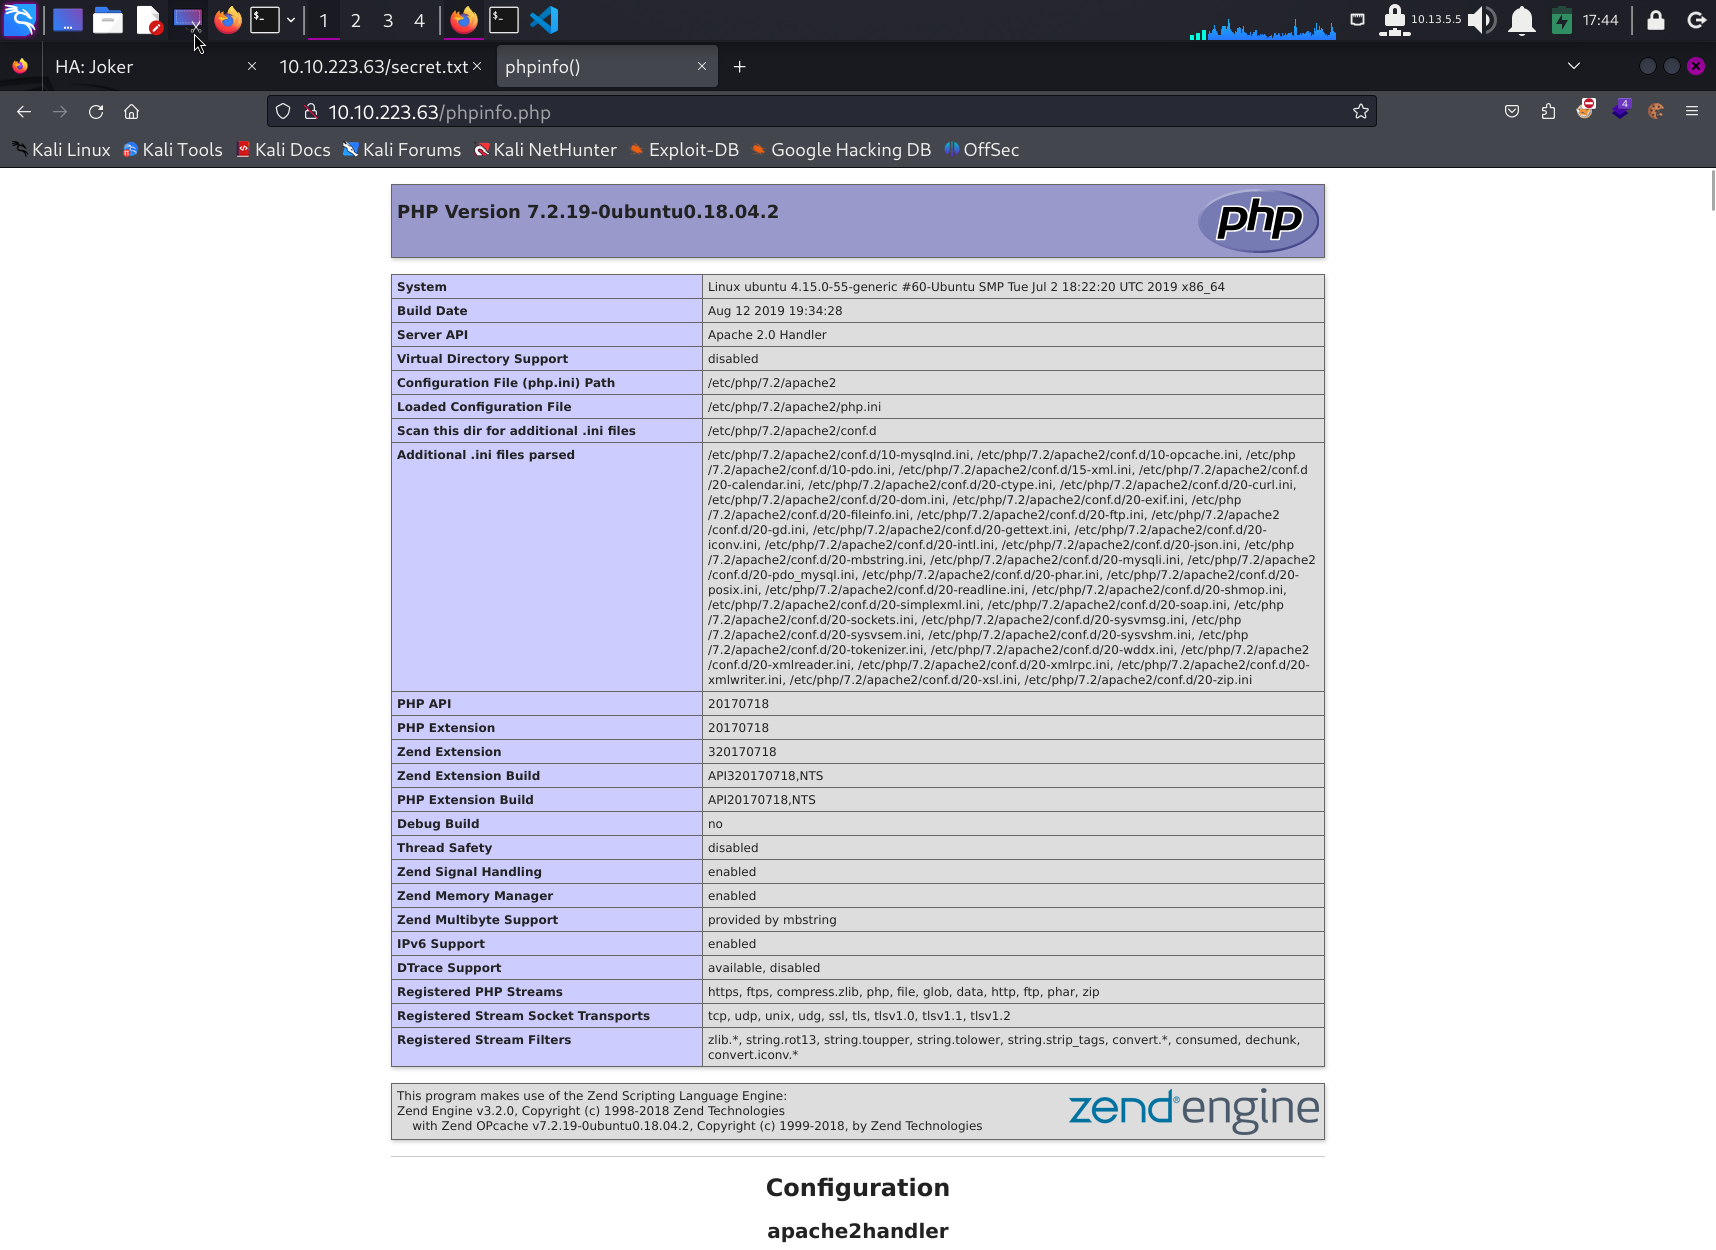 1 2 3 4 10.13.5.5 17:44
HA: Joker
10.10.223.63/secret.txt
phpinfo()
10.10.223.63/phpinfo.php
4
Kali Linux Kali Tools Kali Docs Kali Forums Kali NetHunter Exploit-DB Google Hacking DB OffSec
PHP Version 7.2.19-0ubuntu0.18.04.2
php
System Linux ubuntu 4.15.0-55-generic #60-Ubuntu SMP Tue Jul 2 18:22:20 UTC 2019 x86_64
Build Date Aug 12 2019 19:34:28
Server API Apache 2.0 Handler
Virtual Directory Support disabled
Configuration File (php.ini) Path /etc/php/7.2/apache2
Loaded Configuration File /etc/php/7.2/apache2/php.ini
Scan this dir for additional .ini files /etc/php/7.2/apache2/conf.d
Additional .ini files parsed /etc/php/7.2/apache2/conf.d/10-mysqlnd.ini, /etc/php/7.2/apache2/conf.d/10-opcache.ini, /etc/php
/7.2/apache2/conf.d/10-pdo.ini, /etc/php/7.2/apache2/conf.d/15-xml.ini, /etc/php/7.2/apache2/conf.d
/20-calendar.ini, /etc/php/7.2/apache2/conf.d/20-ctype.ini, /etc/php/7.2/apache2/conf.d/20-curl.ini,
/etc/php/7.2/apache2/conf.d/20-dom.ini, /etc/php/7.2/apache2/conf.d/20-exif.ini, /etc/php
/7.2/apache2/conf.d/20-fileinfo.ini, /etc/php/7.2/apache2/conf.d/20-ftp.ini, /etc/php/7.2/apache2
/conf.d/20-gd.ini, /etc/php/7.2/apache2/conf.d/20-gettext.ini, /etc/php/7.2/apache2/conf.d/20-
iconv.ini, /etc/php/7.2/apache2/conf.d/20-intl.ini, /etc/php/7.2/apache2/conf.d/20-json.ini, /etc/php
/7.2/apache2/conf.d/20-mbstring.ini, /etc/php/7.2/apache2/conf.d/20-mysqli.ini, /etc/php/7.2/apache2
/conf.d/20-pdo_mysql.ini, /etc/php/7.2/apache2/conf.d/20-phar.ini, /etc/php/7.2/apache2/conf.d/20-
posix.ini, /etc/php/7.2/apache2/conf.d/20-readline.ini, /etc/php/7.2/apache2/conf.d/20-shmop.ini,
/etc/php/7.2/apache2/conf.d/20-simplexml.ini, /etc/php/7.2/apache2/conf.d/20-soap.ini, /etc/php
/7.2/apache2/conf.d/20-sockets.ini, /etc/php/7.2/apache2/conf.d/20-sysvmsg.ini, /etc/php
/7.2/apache2/conf.d/20-sysvsem.ini, /etc/php/7.2/apache2/conf.d/20-sysvshm.ini, /etc/php
/7.2/apache2/conf.d/20-tokenizer.ini, /etc/php/7.2/apache2/conf.d/20-wddx.ini, /etc/php/7.2/apache2
/conf.d/20-xmlreader.ini, /etc/php/7.2/apache2/conf.d/20-xmlrpc.ini, /etc/php/7.2/apache2/conf.d/20-
xmlwriter.ini, /etc/php/7.2/apache2/conf.d/20-xsl.ini, /etc/php/7.2/apache2/conf.d/20-zip.ini
PHP API 20170718
PHP Extension 20170718
Zend Extension 320170718
Zend Extension Build API320170718,NTS
PHP Extension Build API20170718,NTS
Debug Build no
Thread Safety disabled
Zend Signal Handling enabled
Zend Memory Manager enabled
Zend Multibyte Support provided by mbstring
IPv6 Support enabled
DTrace Support available, disabled
Registered PHP Streams https, ftps, compress.zlib, php, file, glob, data, http, ftp, phar, zip
Registered Stream Socket Transports tcp, udp, unix, udg, ssl, tls, tlsv1.0, tlsv1.1, tlsv1.2
Registered Stream Filters zlib.*, string.rot13, string.toupper, string.tolower, string.strip_tags, convert.*, consumed, dechunk,
convert.iconv.*
This program makes use of the Zend Scripting Language Engine:
Zend Engine v3.2.0, Copyright (c) 1998-2018 Zend Technologies
with Zend OPcache v7.2.19-0ubuntu0.18.04.2, Copyright (c) 1999-2018, by Zend Technologies
zend®engine
Configuration
apache2handler